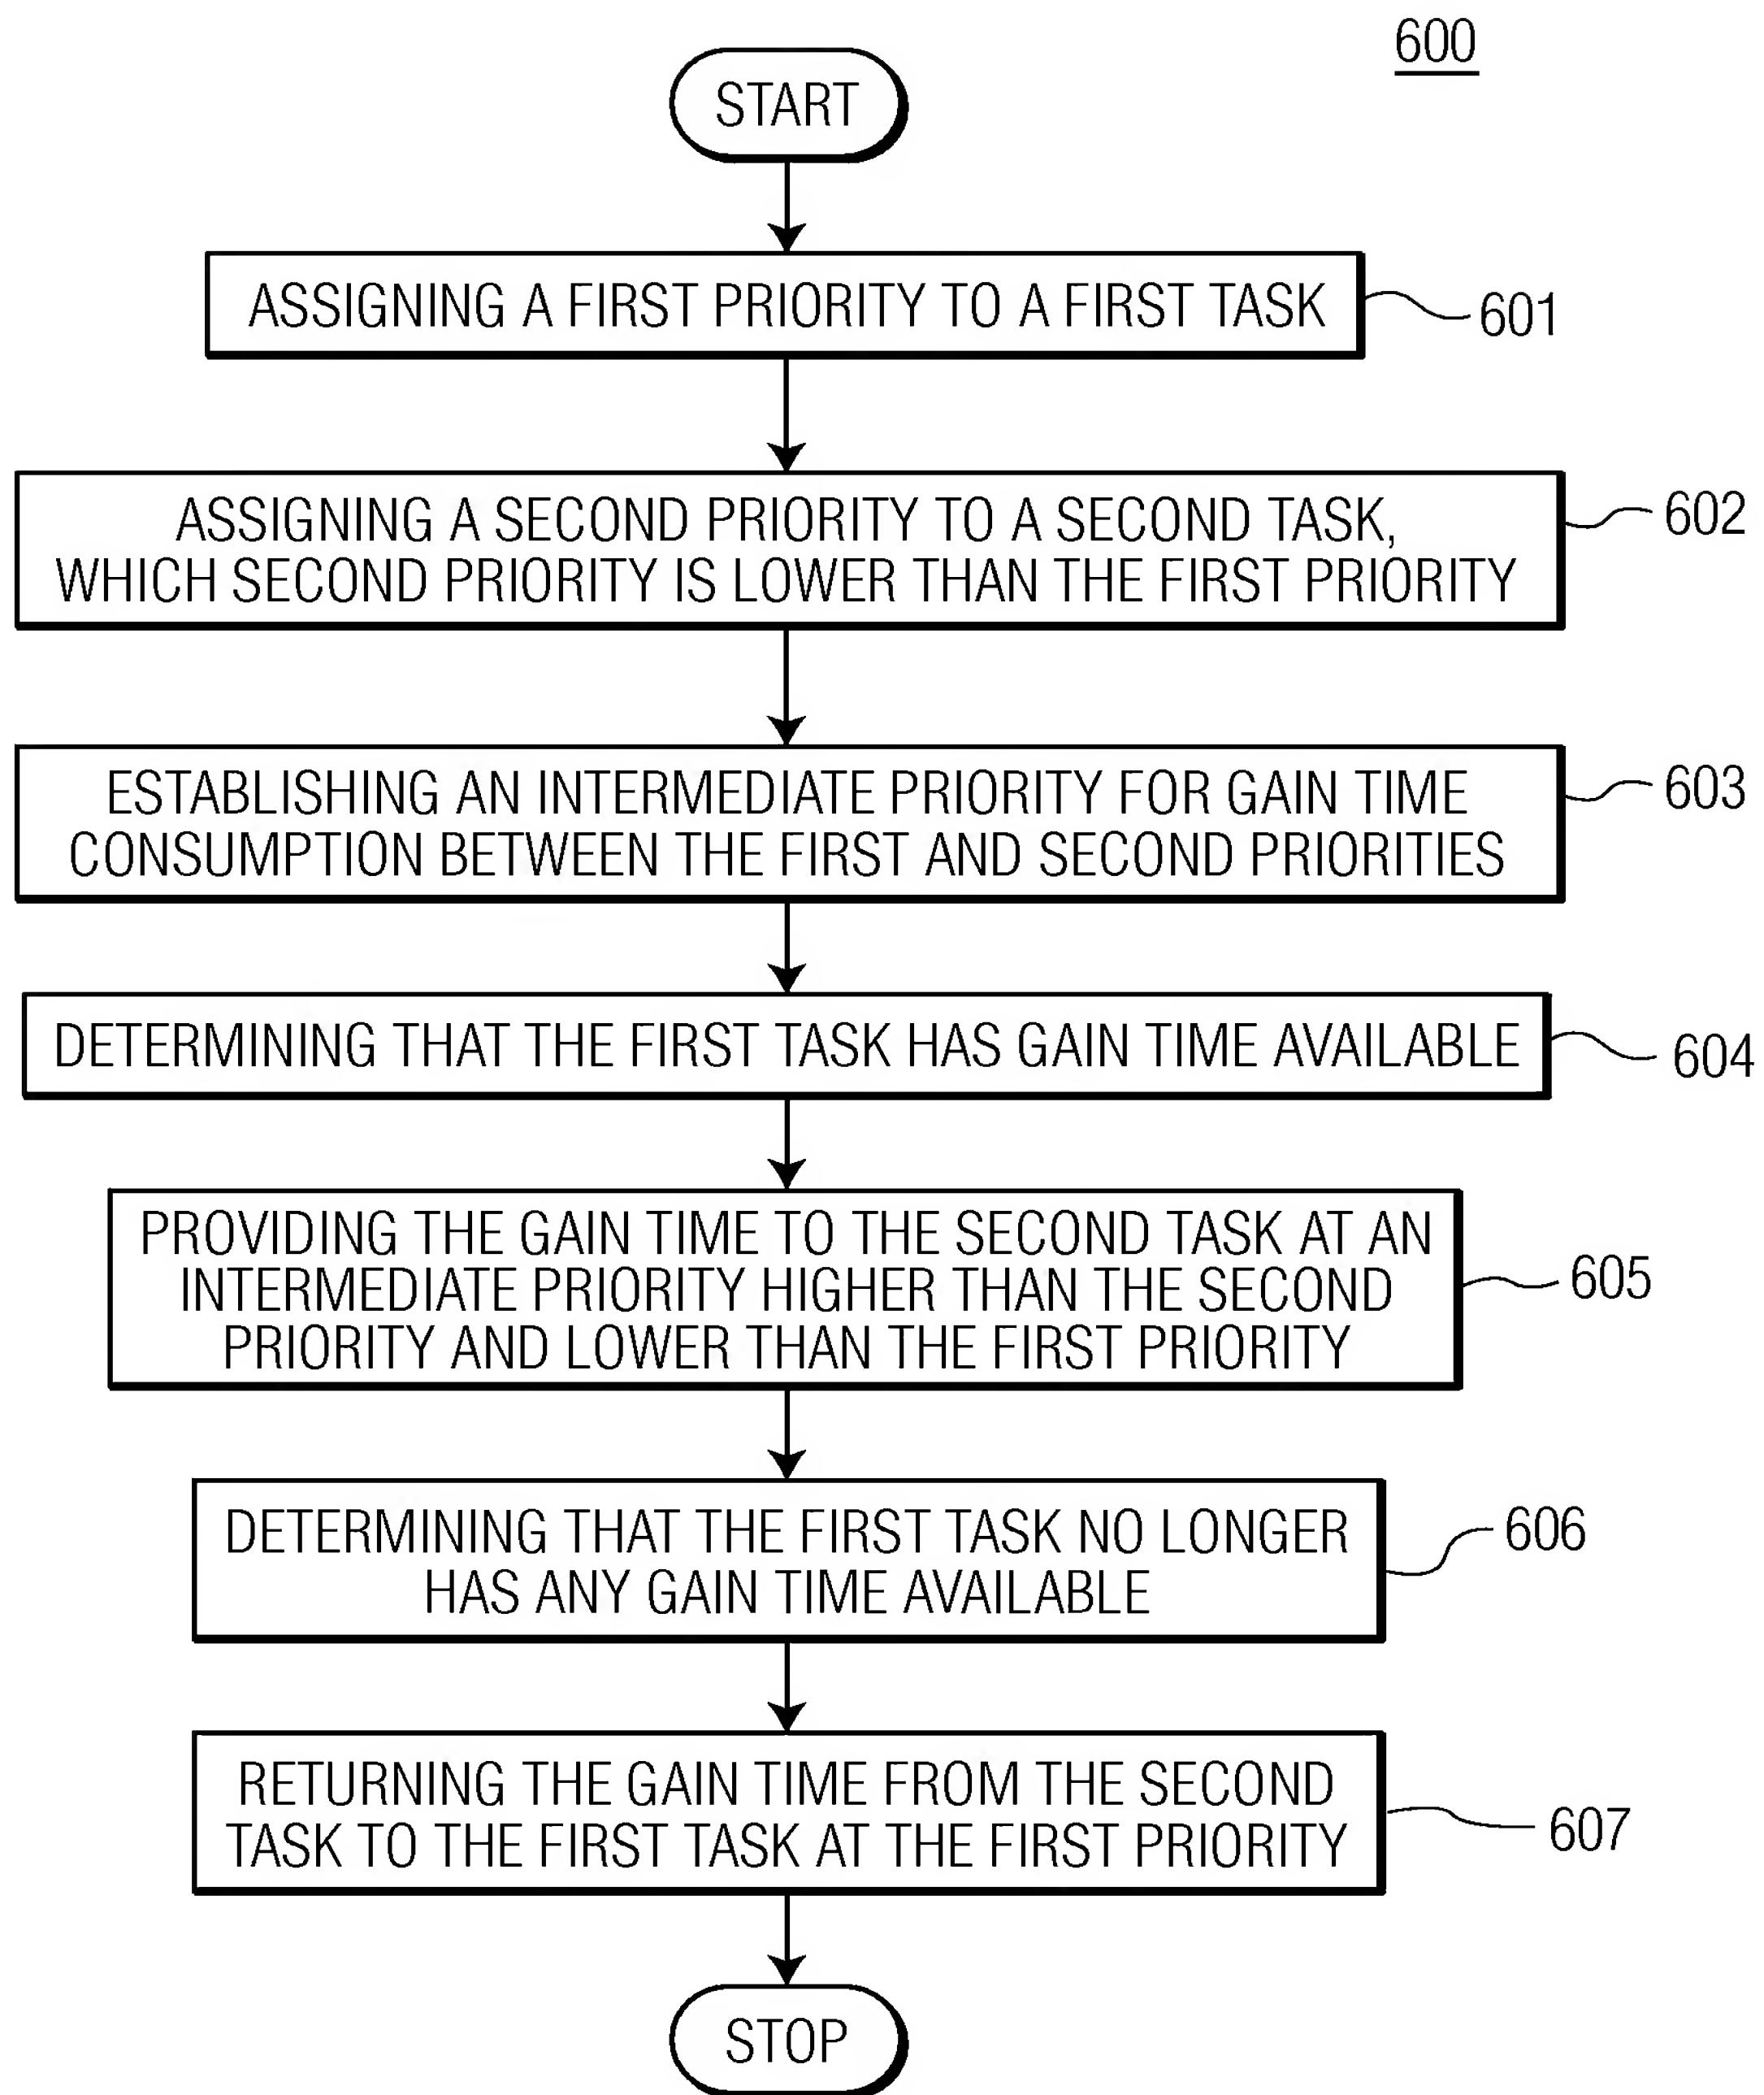 600
START
ASSIGNING A FIRST PRIORITY TO A FIRST TASK
601
ASSIGNING A SECOND PRIORITY TO A SECOND TASK,
WHICH SECOND PRIORITY IS LOWER THAN THE FIRST PRIORITY
602
ESTABLISHING AN INTERMEDIATE PRIORITY FOR GAIN TIME
CONSUMPTION BETWEEN THE FIRST AND SECOND PRIORITIES
603
DETERMINING THAT THE FIRST TASK HAS GAIN TIME AVAILABLE
604
PROVIDING THE GAIN TIME TO THE SECOND TASK AT AN
INTERMEDIATE PRIORITY HIGHER THAN THE SECOND
PRIORITY AND LOWER THAN THE FIRST PRIORITY
605
DETERMINING THAT THE FIRST TASK NO LONGER
HAS ANY GAIN TIME AVAILABLE
606
RETURNING THE GAIN TIME FROM THE SECOND
TASK TO THE FIRST TASK AT THE FIRST PRIORITY
607
STOP